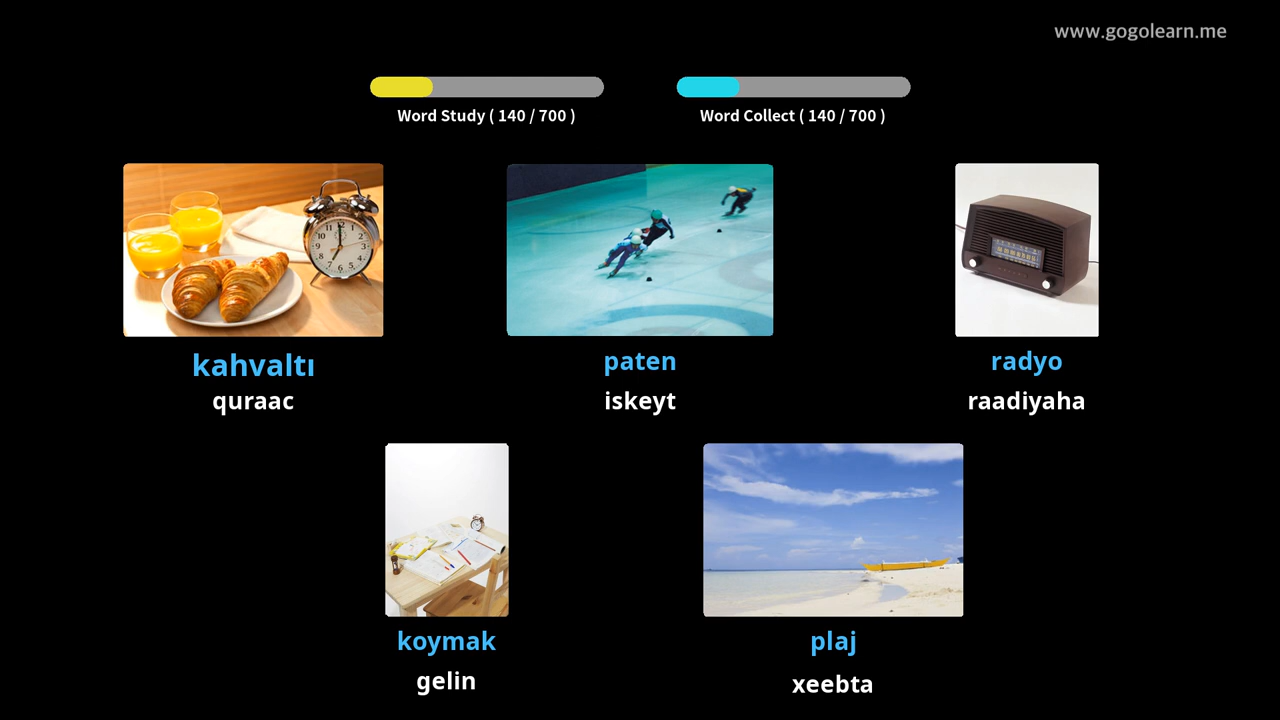 www.gogolearn.me
Word Study ( 140 / 700 )
Word Collect ( 140 / 700 )
kahvaltı
quraac
paten
iskeyt
radyo
raadiyaha
koymak
gelin
plaj
xeebta